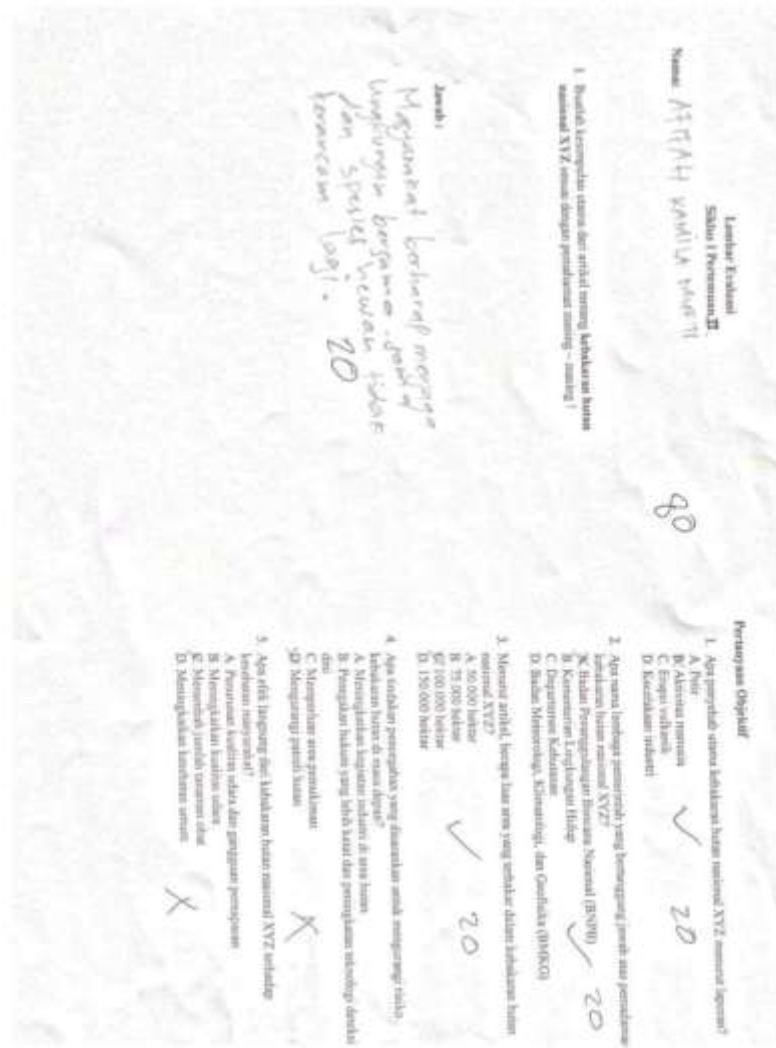 Lembar Evaluasi
Siklus 1 Pertemuan II
Nama:
80
1. Buatlah kesimpulan utama dari artikel tentang kebakaran hutan
nasional XYZ sesuai dengan pemahaman masing – masing !
Jawab :
Masyarakat berharap menjaga
lingkungan bersama
dan spesies hewan tidak
terancam lagi. 20
Pertanyaan Objektif
1. Apa penyebab utama kebakaran hutan nasional XYZ menurut laporan?
A. Petir
B. Aktivitas manusia
C. Erupsi vulkanik
D. Kecelakaan industri
✓ 20
2. Apa nama lembaga pemerintah yang bertanggung jawab atas pemadaman
kebakaran hutan nasional XYZ?
A. Badan Penanggulangan Bencana Nasional (BNPB)
B. Kementerian Lingkungan Hidup
C. Departemen Kehutanan
D. Badan Meteorologi, Klimatologi, dan Geofisika (BMKG)
✓ 20
3. Menurut artikel, berapa luas area yang terbakar dalam kebakaran hutan
nasional XYZ?
A. 50.000 hektar
B. 75.000 hektar
C. 100.000 hektar
D. 150.000 hektar
✓ 20
4. Apa tindakan pencegahan yang disarankan untuk mengurangi risiko
kebakaran hutan di masa depan?
A. Meningkatkan kegiatan industri di area hutan
B. Penegakan hukum yang lebih ketat dan peningkatan teknologi deteksi
dini
C. Memperluas area pemukiman
D. Mengurangi patroli hutan
X
5. Apa efek langsung dari kebakaran hutan nasional XYZ terhadap
kesehatan masyarakat?
A. Penurunan kualitas udara dan gangguan pernapasan
B. Meningkatkan kualitas udara
C. Menambah jumlah tanaman obat
D. Meningkatkan kesehatan umum
X